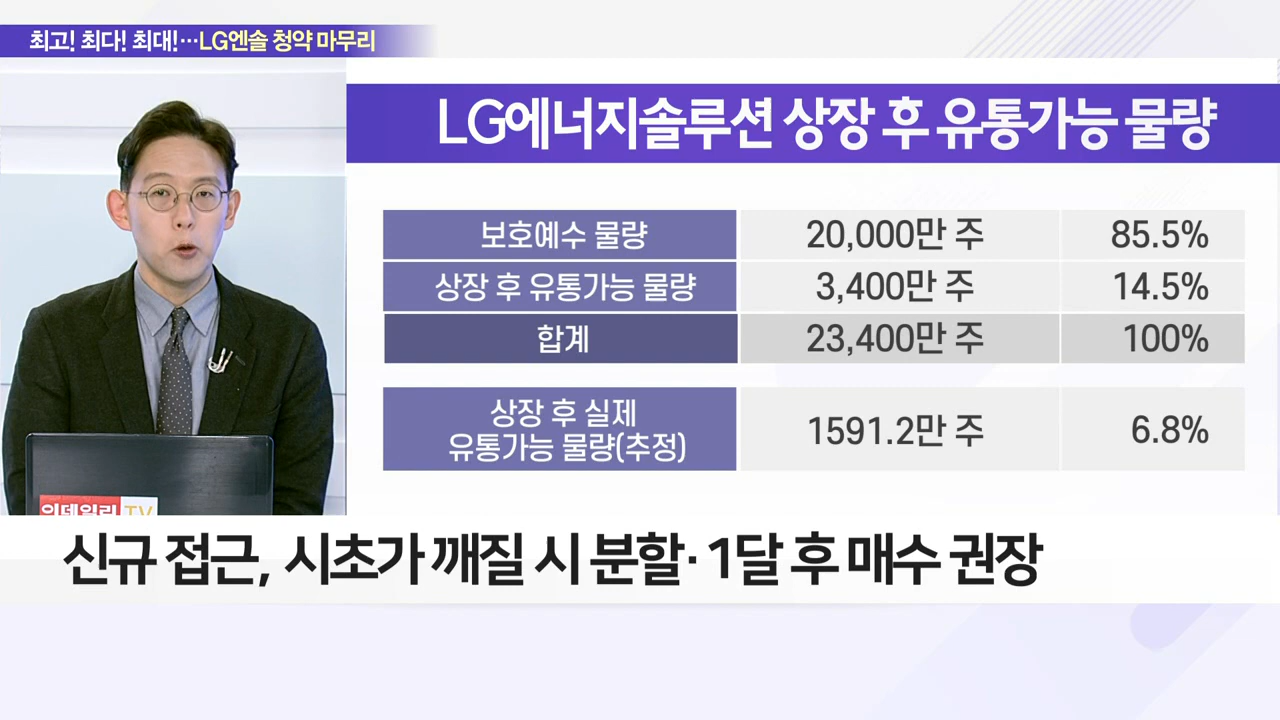 최고! 최다! 최대!…LG엔솔 청약 마무리
LG에너지솔루션 상장 후 유통가능 물량
보호예수 물량 20,000만 주 85.5%
상장 후 유통가능 물량 3,400만 주 14.5%
합계 23,400만 주 100%
상장 후 실제
유통가능 물량(추정) 1591.2만 주 6.8%
이데일리 TV
신규 접근, 시초가 깨질 시 분할·1달 후 매수 권장